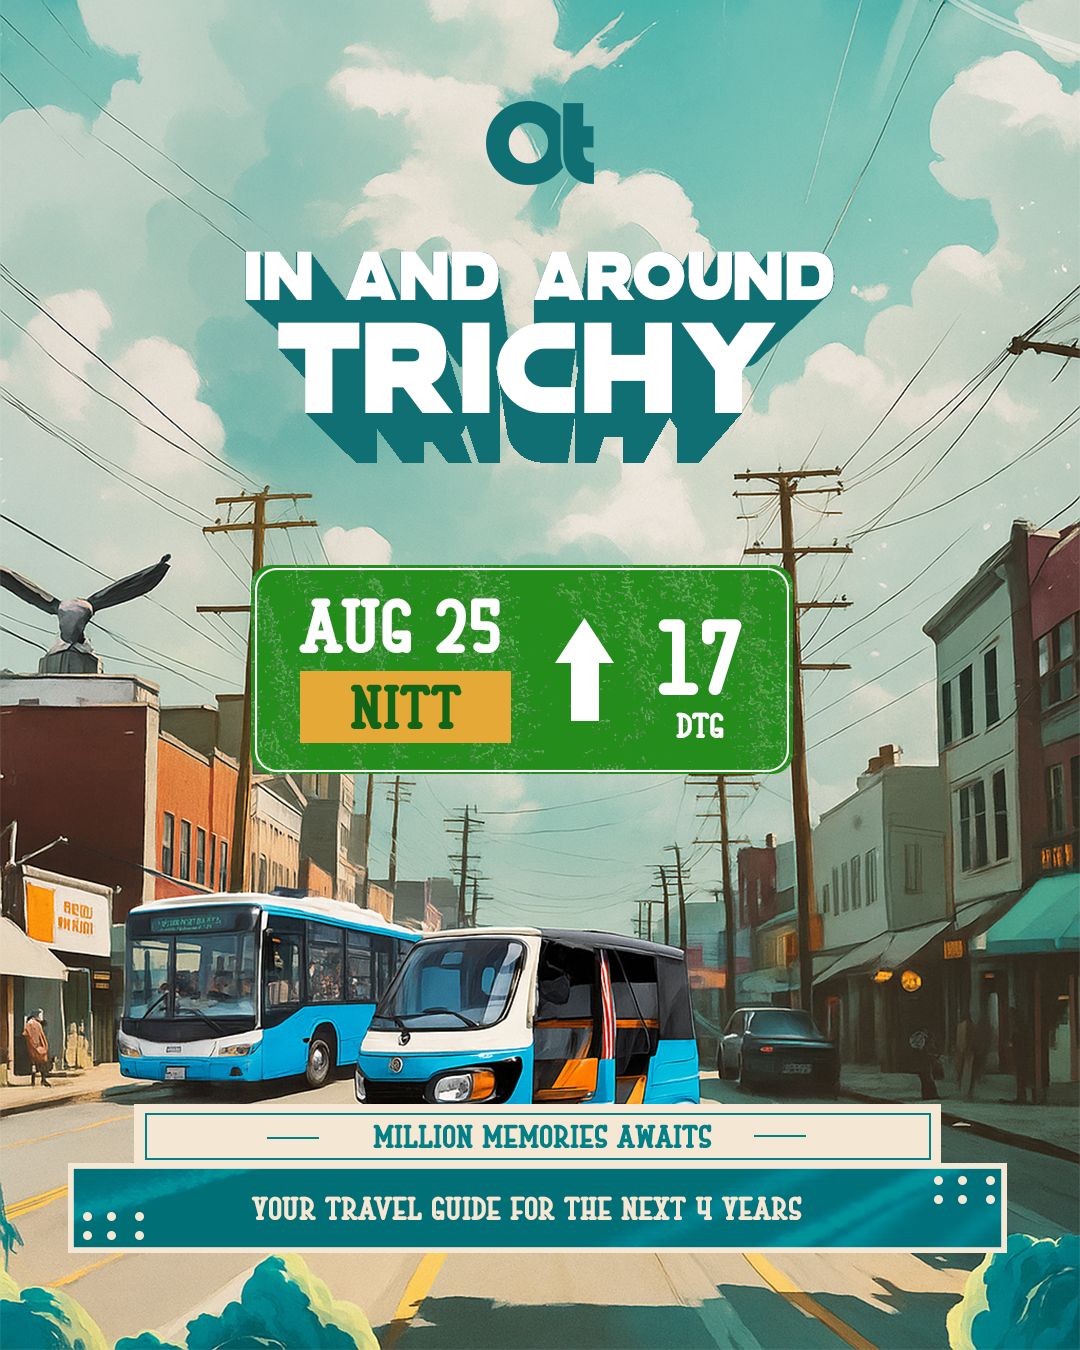 Ot
IN AND AROUND
TRICHY
AUG 25
NITT
17
DTG
MILLION MEMORIES AWAITS
YOUR TRAVEL GUIDE FOR THE NEXT 4 YEARS